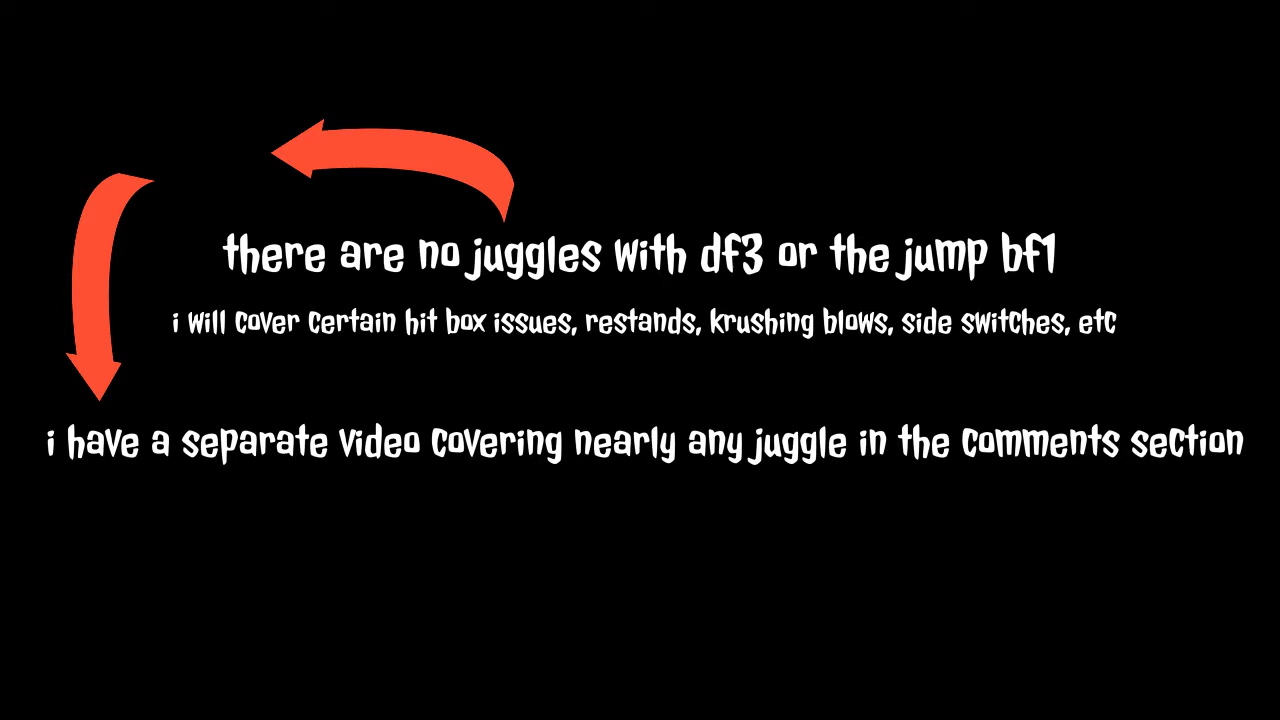 there are no juggles with df3 or the jump bf1
i will cover certain hit box issues, restands, krushing blows, side switches, etc
i have a separate video covering nearly any juggle in the comments section